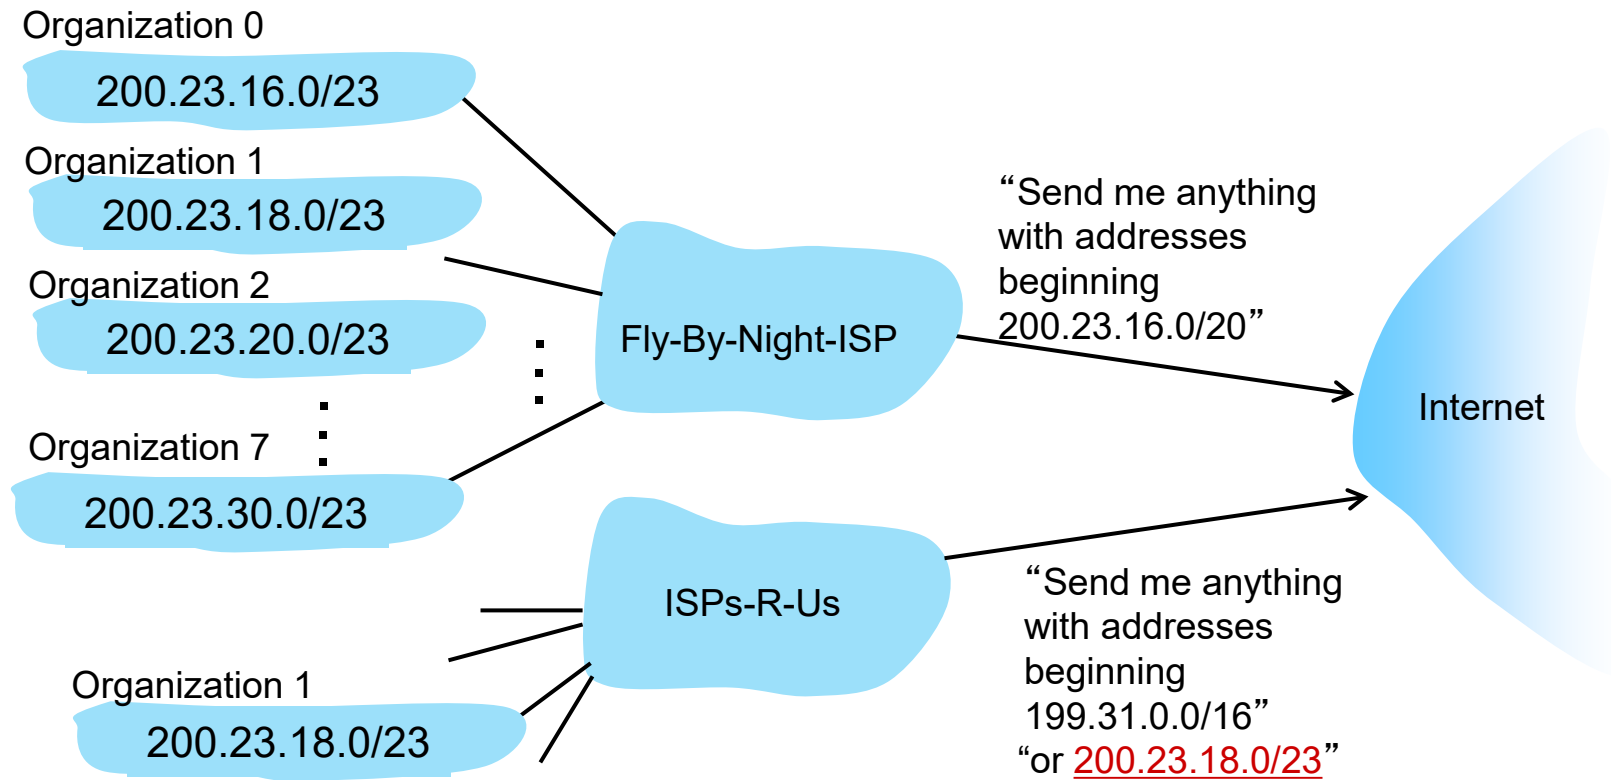 Organization 0
200.23.16.0/23
Organization 1
200.23.18.0/23
Organization 2
200.23.20.0/23
Organization 7
200.23.30.0/23
Fly-By-Night-ISP
“Send me anything
with addresses
beginning
200.23.16.0/20”
Internet
ISPs-R-Us
Organization 1
200.23.18.0/23
“Send me anything
with addresses
beginning
199.31.0.0/16”
“or 200.23.18.0/23”